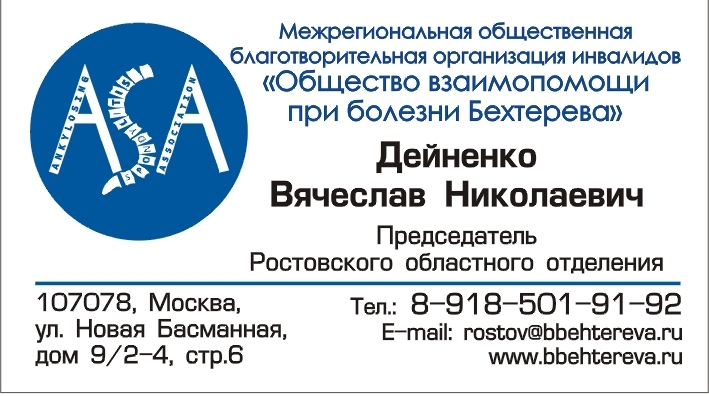 ANKYLOSING
SPONDYLITIS
ASSOCIATION
ASA
Межрегиональная общественная
благотворительная организация инвалидов
«Общество взаимопомощи
при болезни Бехтерева»
Дейненко
Вячеслав Николаевич
Председатель
Ростовского областного отделения
107078, Москва,
ул. Новая Басманная,
дом 9/2-4, стр.6
Тел.: 8-918-501-91-92
E-mail: rostov@bbehtereva.ru
www.bbehtereva.ru